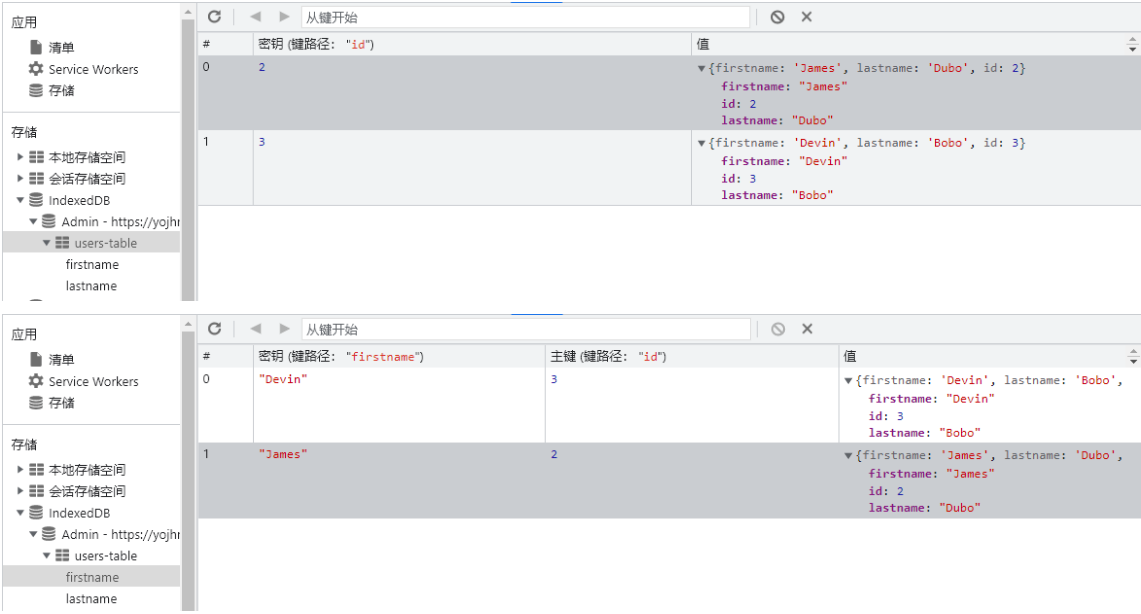 应用
清单
Service Workers
存储
存储
本地存储空间
会话存储空间
IndexedDB
Admin - https://yojhr
users-table
firstname
lastname
从键开始
# 密钥 (键路径: "id") 值
0 2 {firstname: 'James', lastname: 'Dubo', id: 2}
firstname: "James"
id: 2
lastname: "Dubo"
1 3 {firstname: 'Devin', lastname: 'Bobo', id: 3}
firstname: "Devin"
id: 3
lastname: "Bobo"
应用
清单
Service Workers
存储
存储
本地存储空间
会话存储空间
IndexedDB
Admin - https://yojhr
users-table
firstname
lastname
从键开始
# 密钥 (键路径: "firstname") 主键 (键路径: "id") 值
0 "Devin" 3 {firstname: 'Devin', lastname: 'Bobo',
firstname: "Devin"
id: 3
lastname: "Bobo"
1 "James" 2 {firstname: 'James', lastname: 'Dubo',
firstname: "James"
id: 2
lastname: "Dubo"